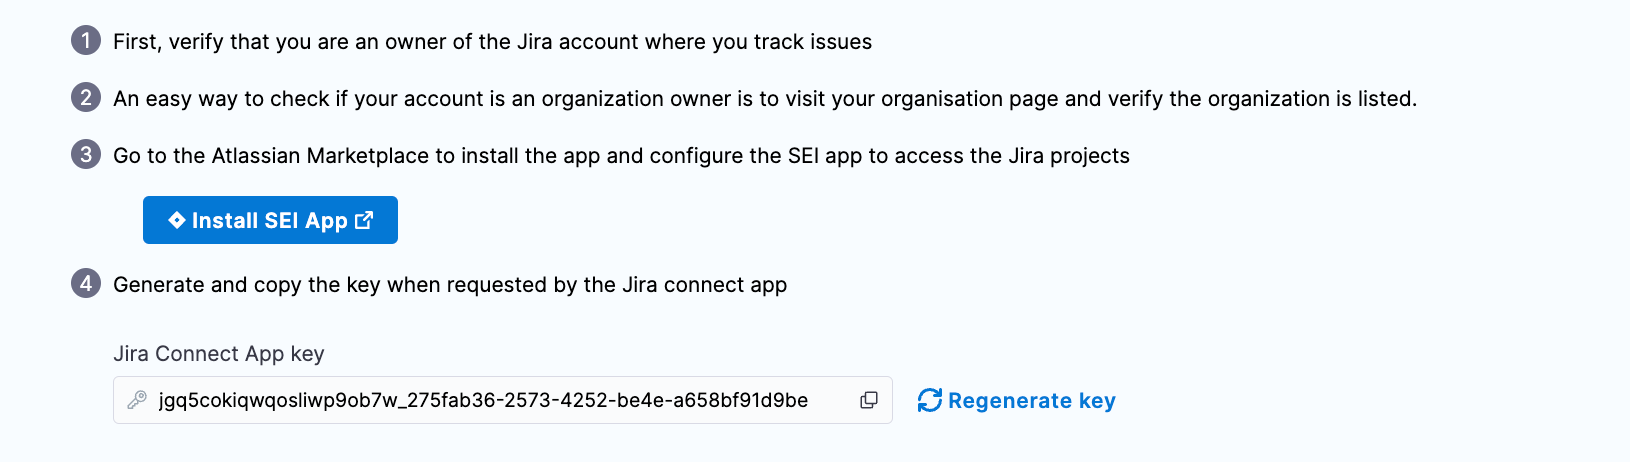 1 First, verify that you are an owner of the Jira account where you track issues
2 An easy way to check if your account is an organization owner is to visit your organisation page and verify the organization is listed.
3 Go to the Atlassian Marketplace to install the app and configure the SEI app to access the Jira projects
Install SEI App
4 Generate and copy the key when requested by the Jira connect app
Jira Connect App key
jgq5cokiqwqosliwp9ob7w_275fab36-2573-4252-be4e-a658bf91d9be
Regenerate key